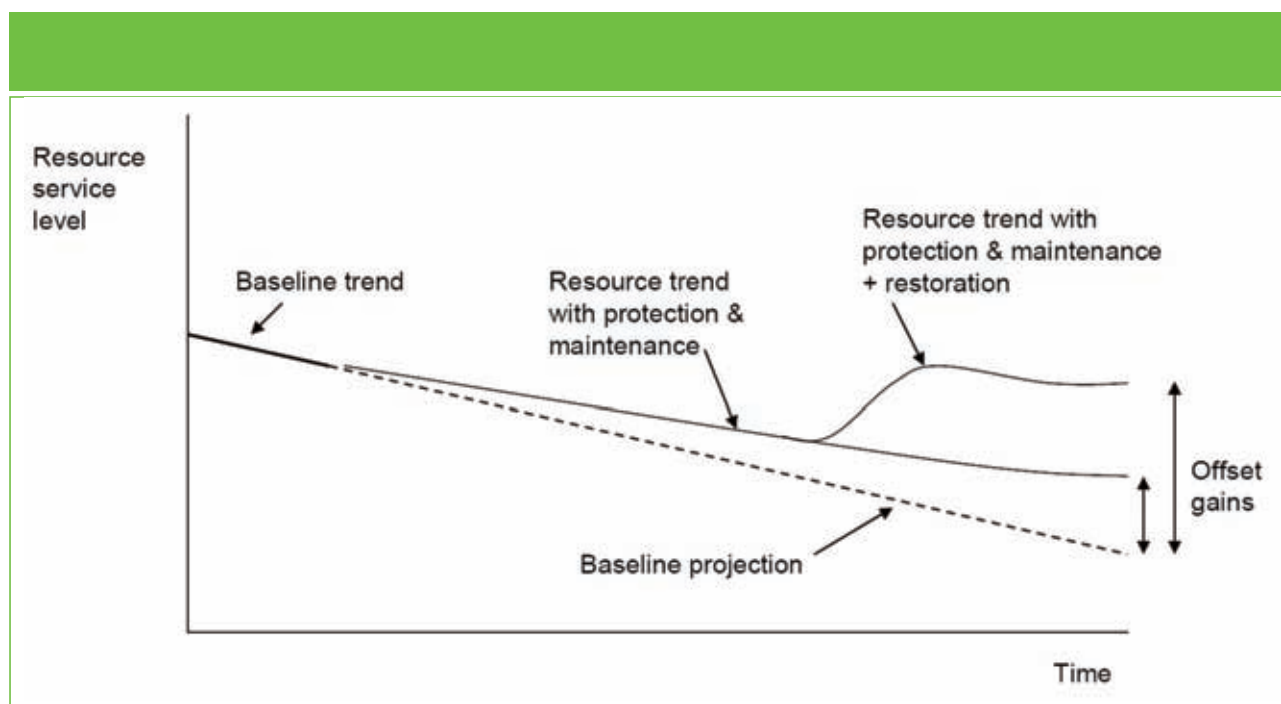 Resource
service
level
Baseline trend
Resource trend
with protection &
maintenance
Resource trend with
protection & maintenance
+ restoration
Offset
gains
Baseline projection
Time